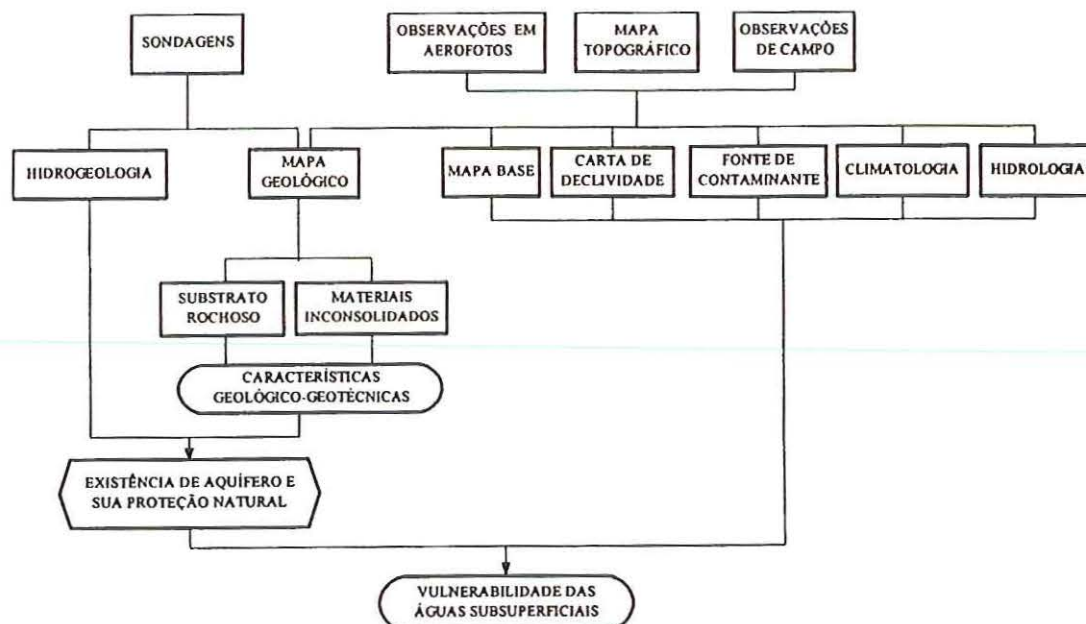 SONDAGENS
OBSERVAÇÕES EM
AEROFOTOS
MAPA
TOPOGRÁFICO
OBSERVAÇÕES
DE CAMPO
HIDROGEOLOGIA
MAPA
GEOLÓGICO
MAPA BASE
CARTA DE
DECLIVIDADE
FONTE DE
CONTAMINANTE
CLIMATOLOGIA
HIDROLOGIA
SUBSTRATO
ROCHOSO
MATERIAIS
INCONSOLIDADOS
CARACTERÍSTICAS
GEOLÓGICO-GEOTÉCNICAS
EXISTÊNCIA DE AQUÍFERO E
SUA PROTEÇÃO NATURAL
VULNERABILIDADE DAS
ÁGUAS SUBSUPERFICIAIS